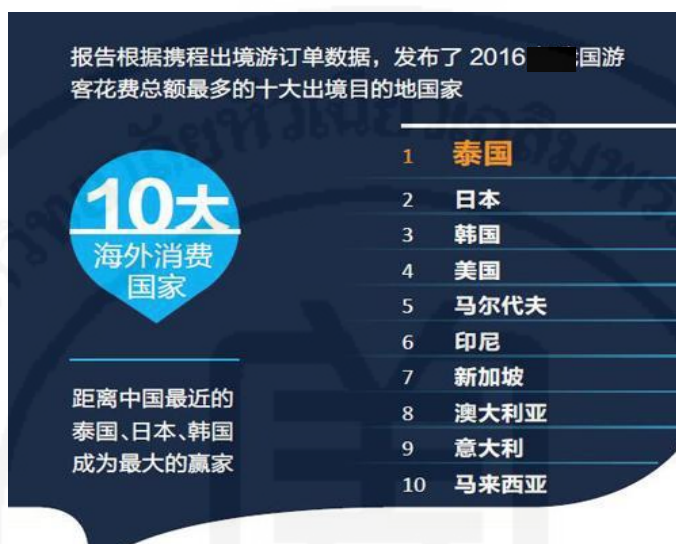 报告根据携程出境游订单数据，发布了 2016 国游
客花费总额最多的十大出境目的地国家
10大
海外消费
国家
1 泰国
2 日本
3 韩国
4 美国
5 马尔代夫
6 印尼
7 新加坡
8 澳大利亚
9 意大利
10 马来西亚
距离中国最近的
泰国、日本、韩国
成为最大的赢家